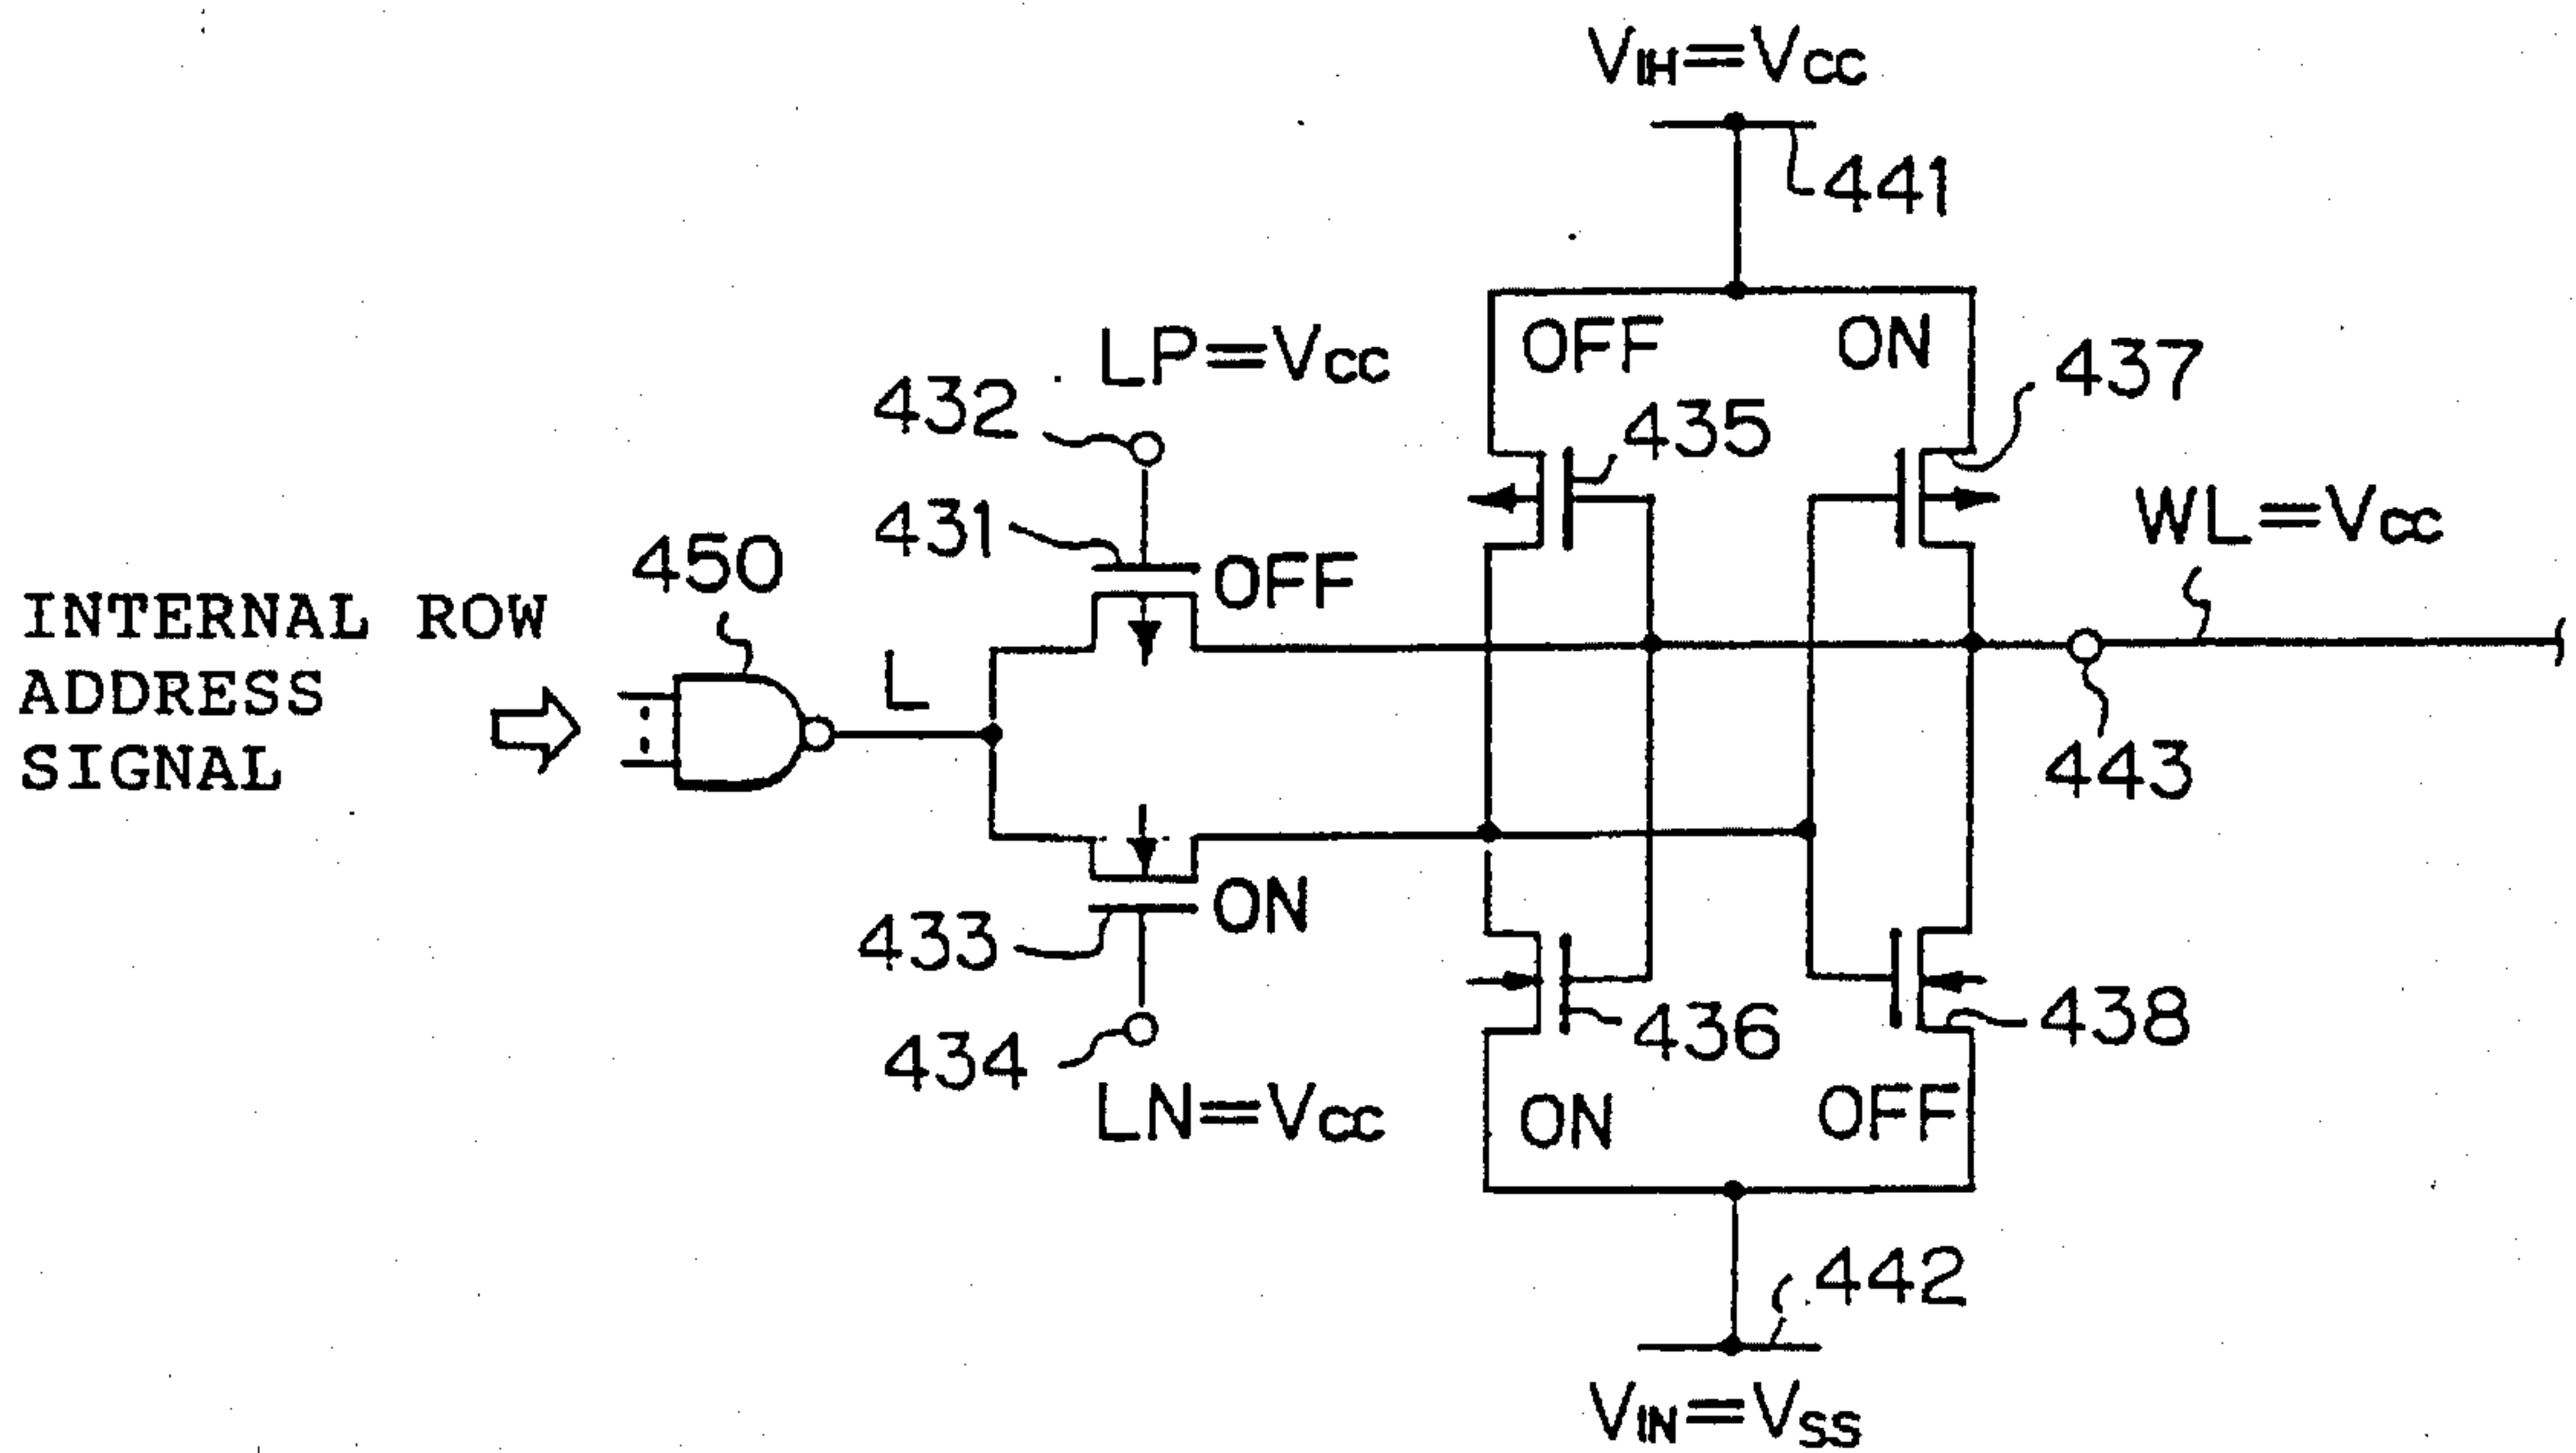 VIH=VCC
441
OFF
ON
437
LP=VCC
432
435
431
OFF
WL=VCC
450
INTERNAL ROW
ADDRESS
SIGNAL
L
443
433
ON
434
LN=VCC
436
438
ON
OFF
442
VIN=VSS